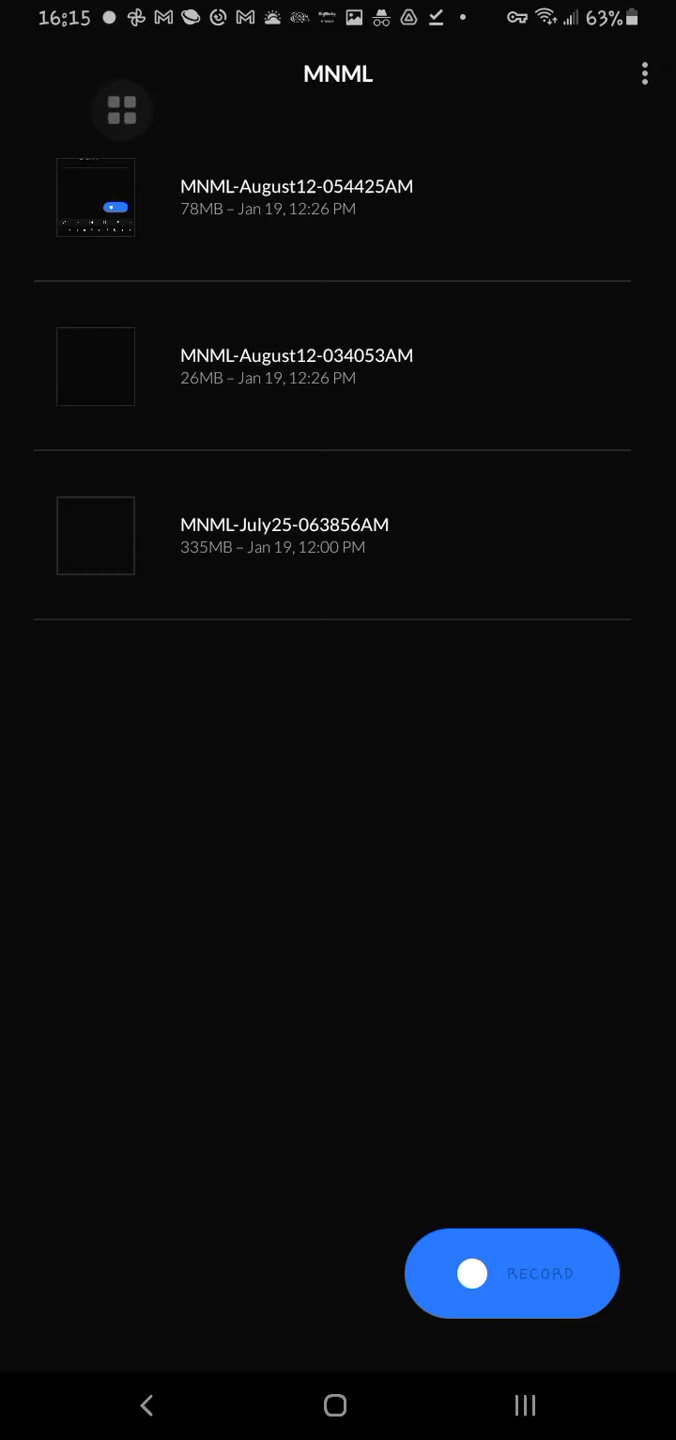 16:15
63%
MNML
MNML-August12-054425AM
78MB – Jan 19, 12:26 PM
MNML-August12-034053AM
26MB – Jan 19, 12:26 PM
MNML-July25-063856AM
335MB – Jan 19, 12:00 PM
RECORD